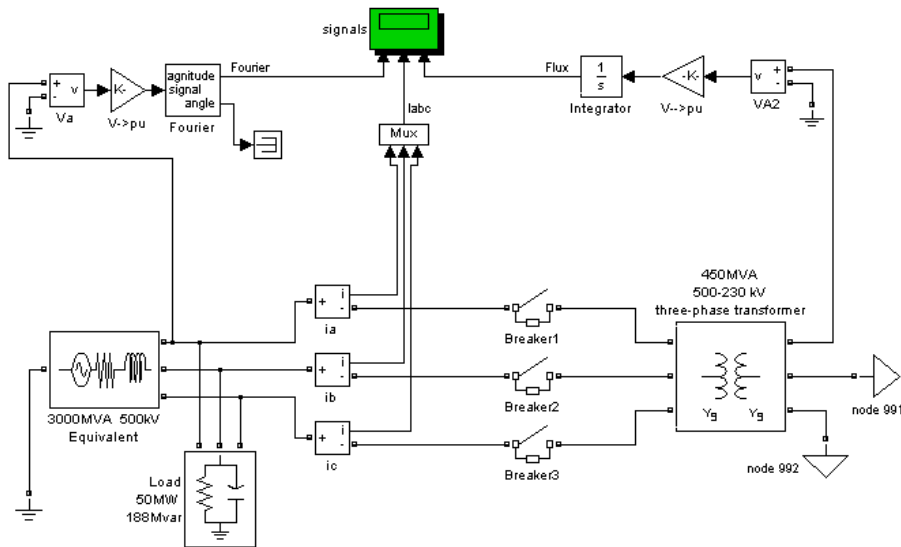 signals
Fourier
Flux
+
-
v
Va
K-
V->pu
agnitude
signal
angle
Fourier
Iabc
Mux
1
s
Integrator
-K-
V-->pu
v
+
-
VA2
+
i
-
ia
Breaker1
450MVA
500-230 kV
three-phase transformer
Yg
Yg
3000MVA 500kV
Equivalent
+
i
-
ib
Breaker2
node 991
+
i
-
ic
Breaker3
node 992
Load
50MW
188Mvar